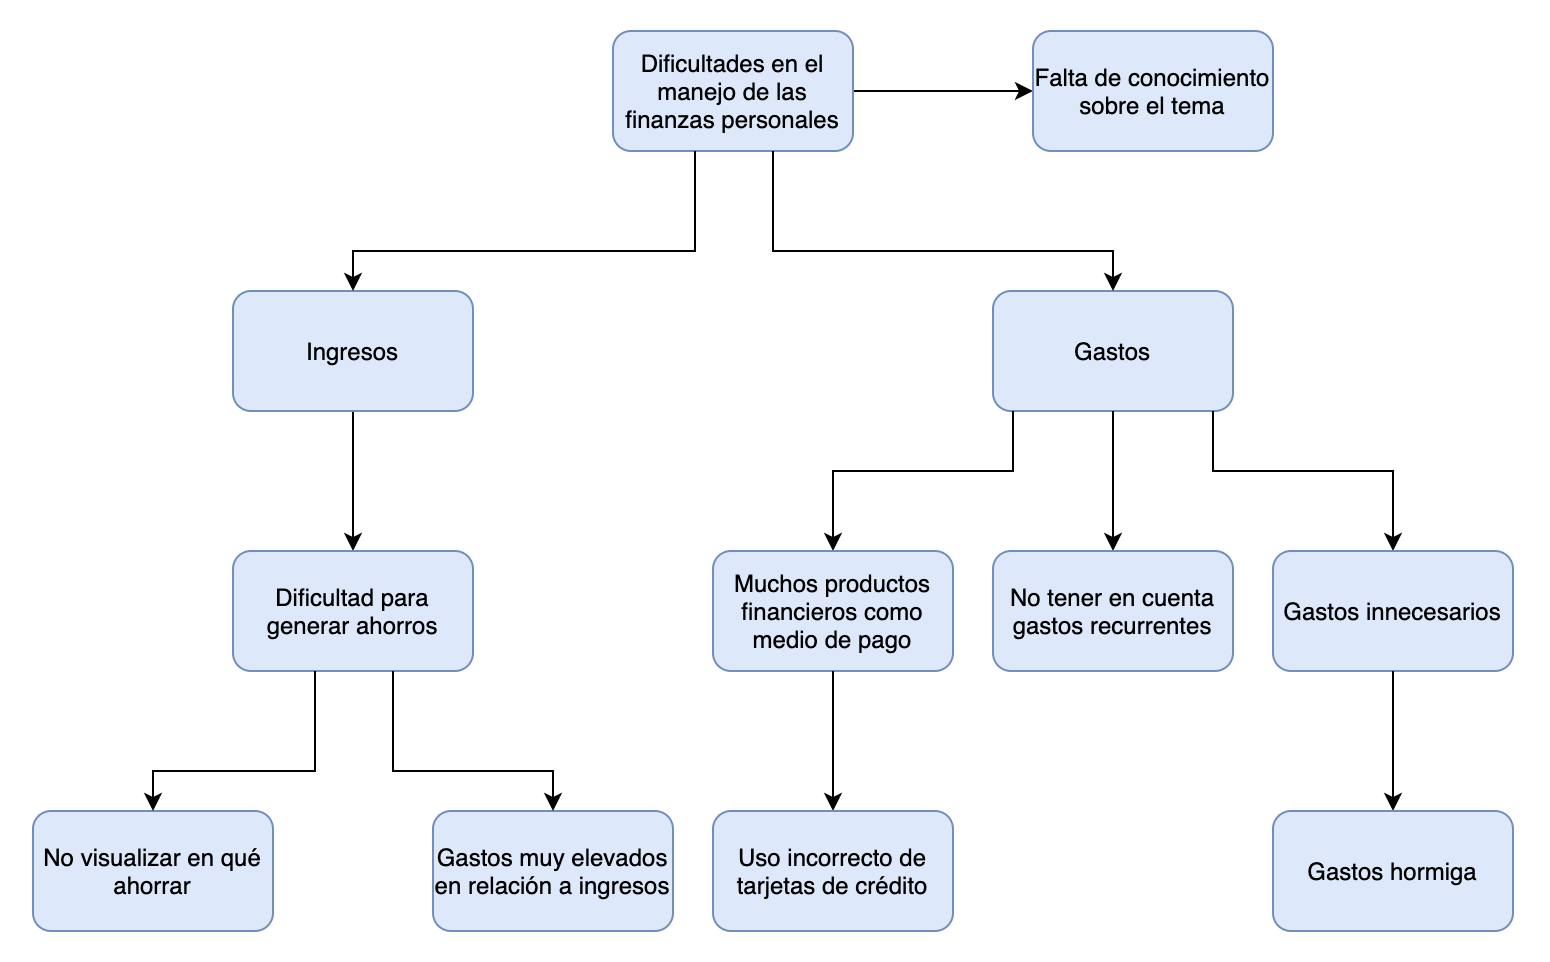 Dificultades en el
manejo de las
finanzas personales
Falta de conocimiento
sobre el tema
Ingresos
Gastos
Dificultad para
generar ahorros
Muchos productos
financieros como
medio de pago
No tener en cuenta
gastos recurrentes
Gastos innecesarios
No visualizar en qué
ahorrar
Gastos muy elevados
en relación a ingresos
Uso incorrecto de
tarjetas de crédito
Gastos hormiga